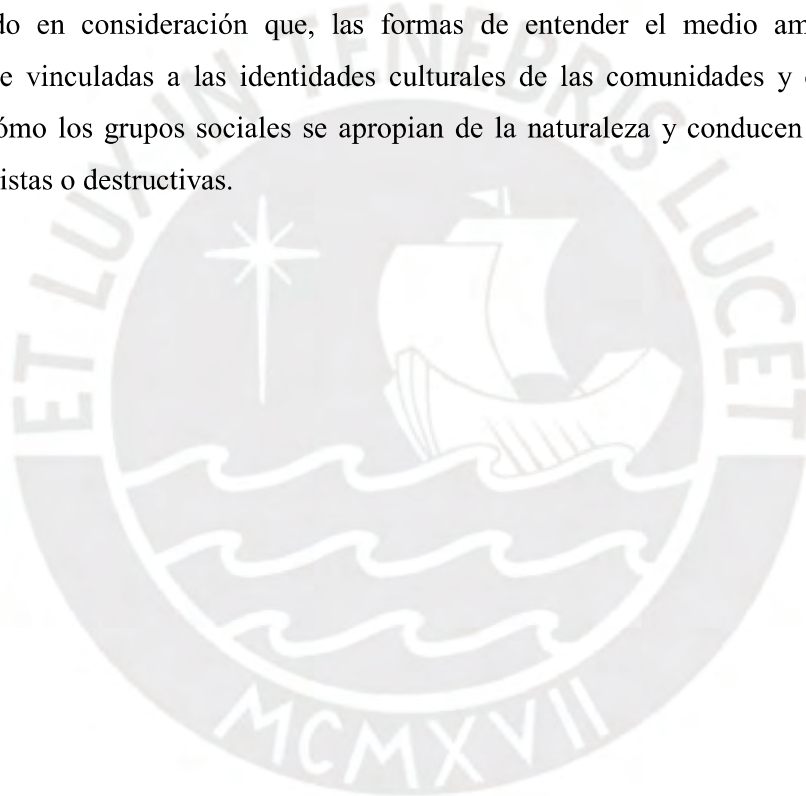 do en consideración que, las formas de entender el medio am
e vinculadas a las identidades culturales de las comunidades y
ómo los grupos sociales se apropian de la naturaleza y conducen
istas o destructivas.
ET LUX IN TENEBRIS LUCET
MCMXVII